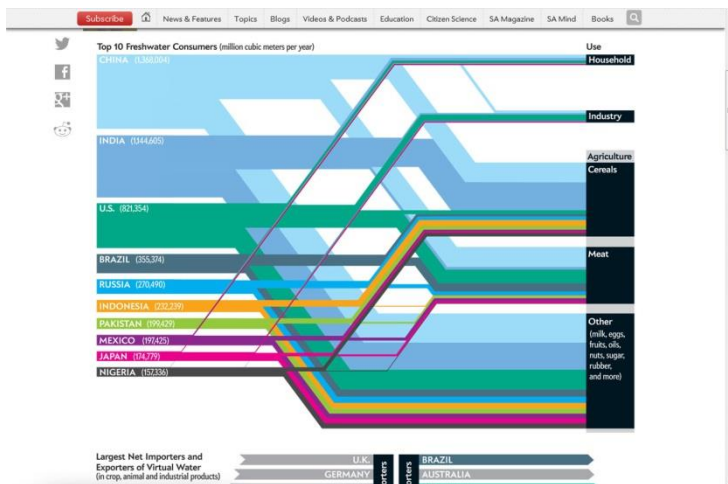 Subscribe News & Features Topics Blogs Videos & Podcasts Education Citizen Science SA Magazine SA Mind Books
Top 10 Freshwater Consumers (million cubic meters per year)
Use
CHINA (1,368,004)
Household
Industry
INDIA (1,144,605)
Agriculture
Cereals
U.S. (821,354)
BRAZIL (355,374)
Meat
RUSSIA (270,490)
INDONESIA (232,239)
PAKISTAN (199,429)
MEXICO (197,425)
JAPAN (174,779)
NIGERIA (157,336)
Other
(milk, eggs,
fruits, oils,
nuts, sugar,
rubber,
and more)
Largest Net Importers and
Exporters of Virtual Water
(in crop, animal and industrial products)
U.K.
BRAZIL
GERMANY
AUSTRALIA